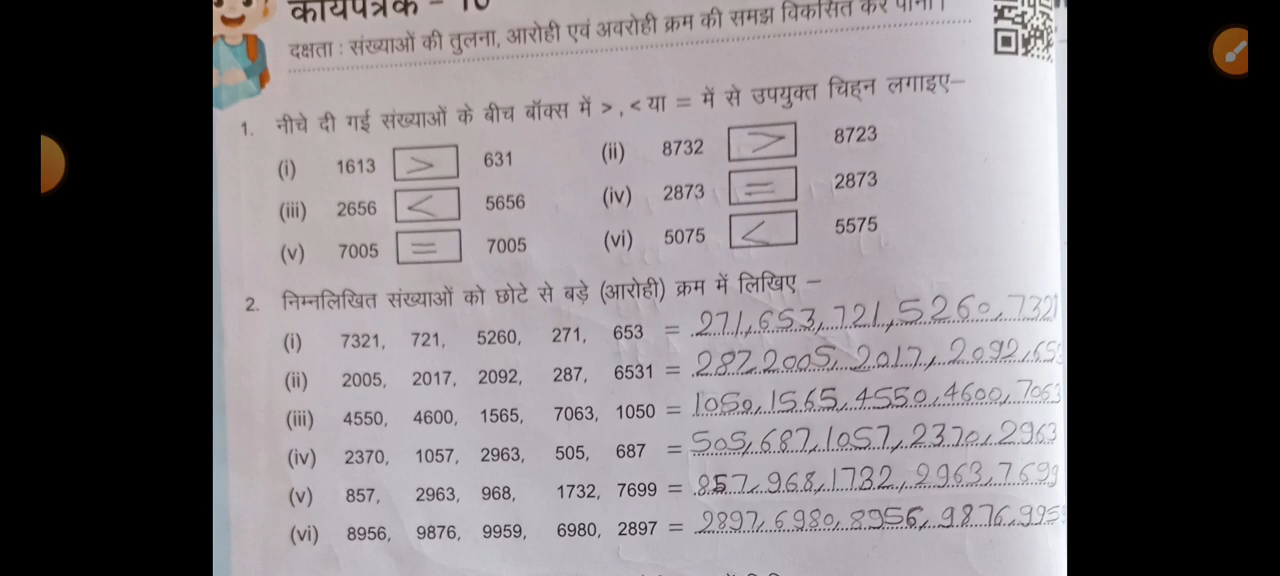 कार्यपत्रक - 10
दक्षता : संख्याओं की तुलना, आरोही एवं अवरोही क्रम की समझ विकसित कर पाना।
1. नीचे दी गई संख्याओं के बीच बॉक्स में >, < या = में से उपयुक्त चिह्न लगाइए–
(i) 1613 > 631 (ii) 8732 > 8723
(iii) 2656 < 5656 (iv) 2873 = 2873
(v) 7005 = 7005 (vi) 5075 < 5575
2. निम्नलिखित संख्याओं को छोटे से बड़े (आरोही) क्रम में लिखिए –
(i) 7321, 721, 5260, 271, 653 = 271, 653, 721, 5260, 7321
(ii) 2005, 2017, 2092, 287, 6531 = 287, 2005, 2017, 2092, 653
(iii) 4550, 4600, 1565, 7063, 1050 = 1050, 1565, 4550, 4600, 7063
(iv) 2370, 1057, 2963, 505, 687 = 505, 687, 1057, 2370, 2963
(v) 857, 2963, 968, 1732, 7699 = 857, 968, 1732, 2963, 7699
(vi) 8956, 9876, 9959, 6980, 2897 = 2897, 6980, 8956, 9876, 995